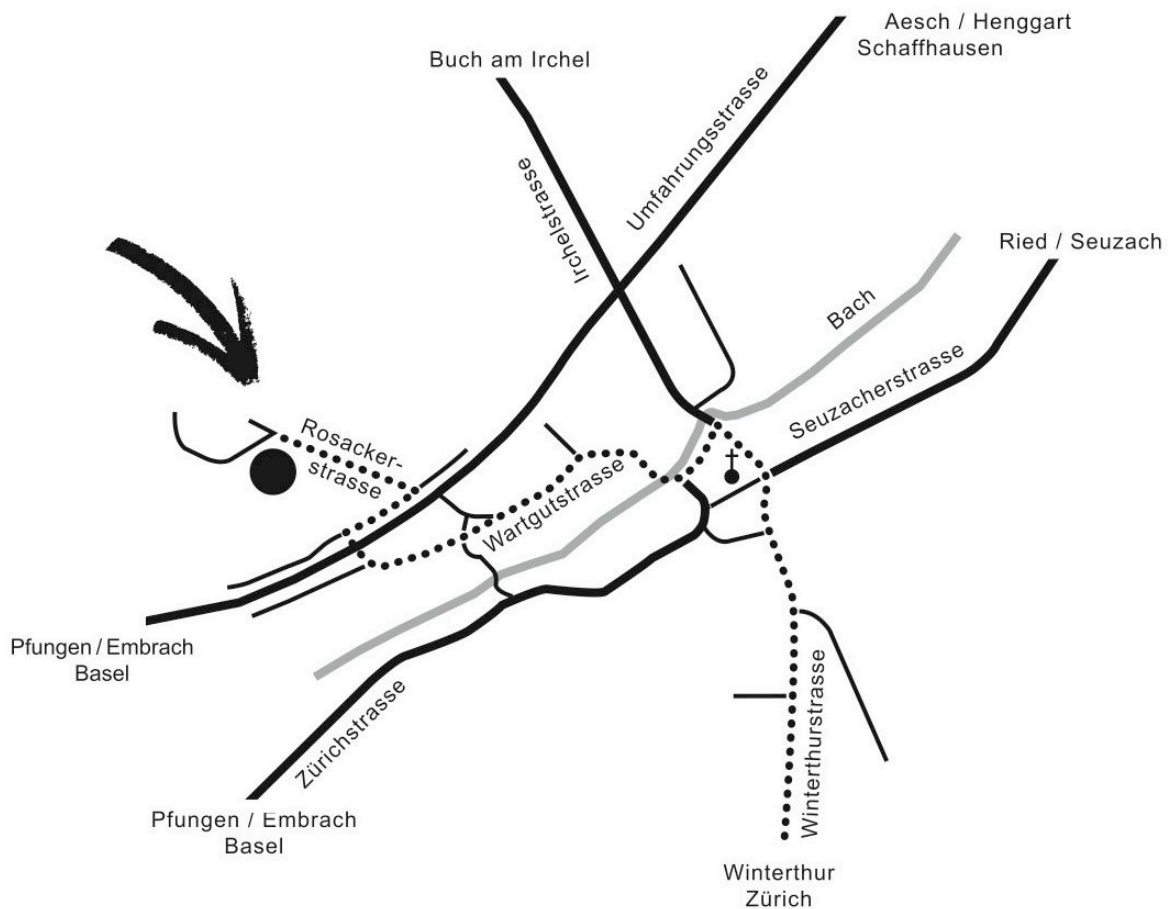 Aesch / Henggart
Schaffhausen
Buch am Irchel
Umfahrungsstrasse
Irchelstrasse
Ried / Seuzach
Bach
Seuzacherstrasse
Rosacker-
strasse
Wartgutstrasse
Pfungen / Embrach
Basel
Zürichstrasse
Winterthurstrasse
Pfungen / Embrach
Basel
Winterthur
Zürich